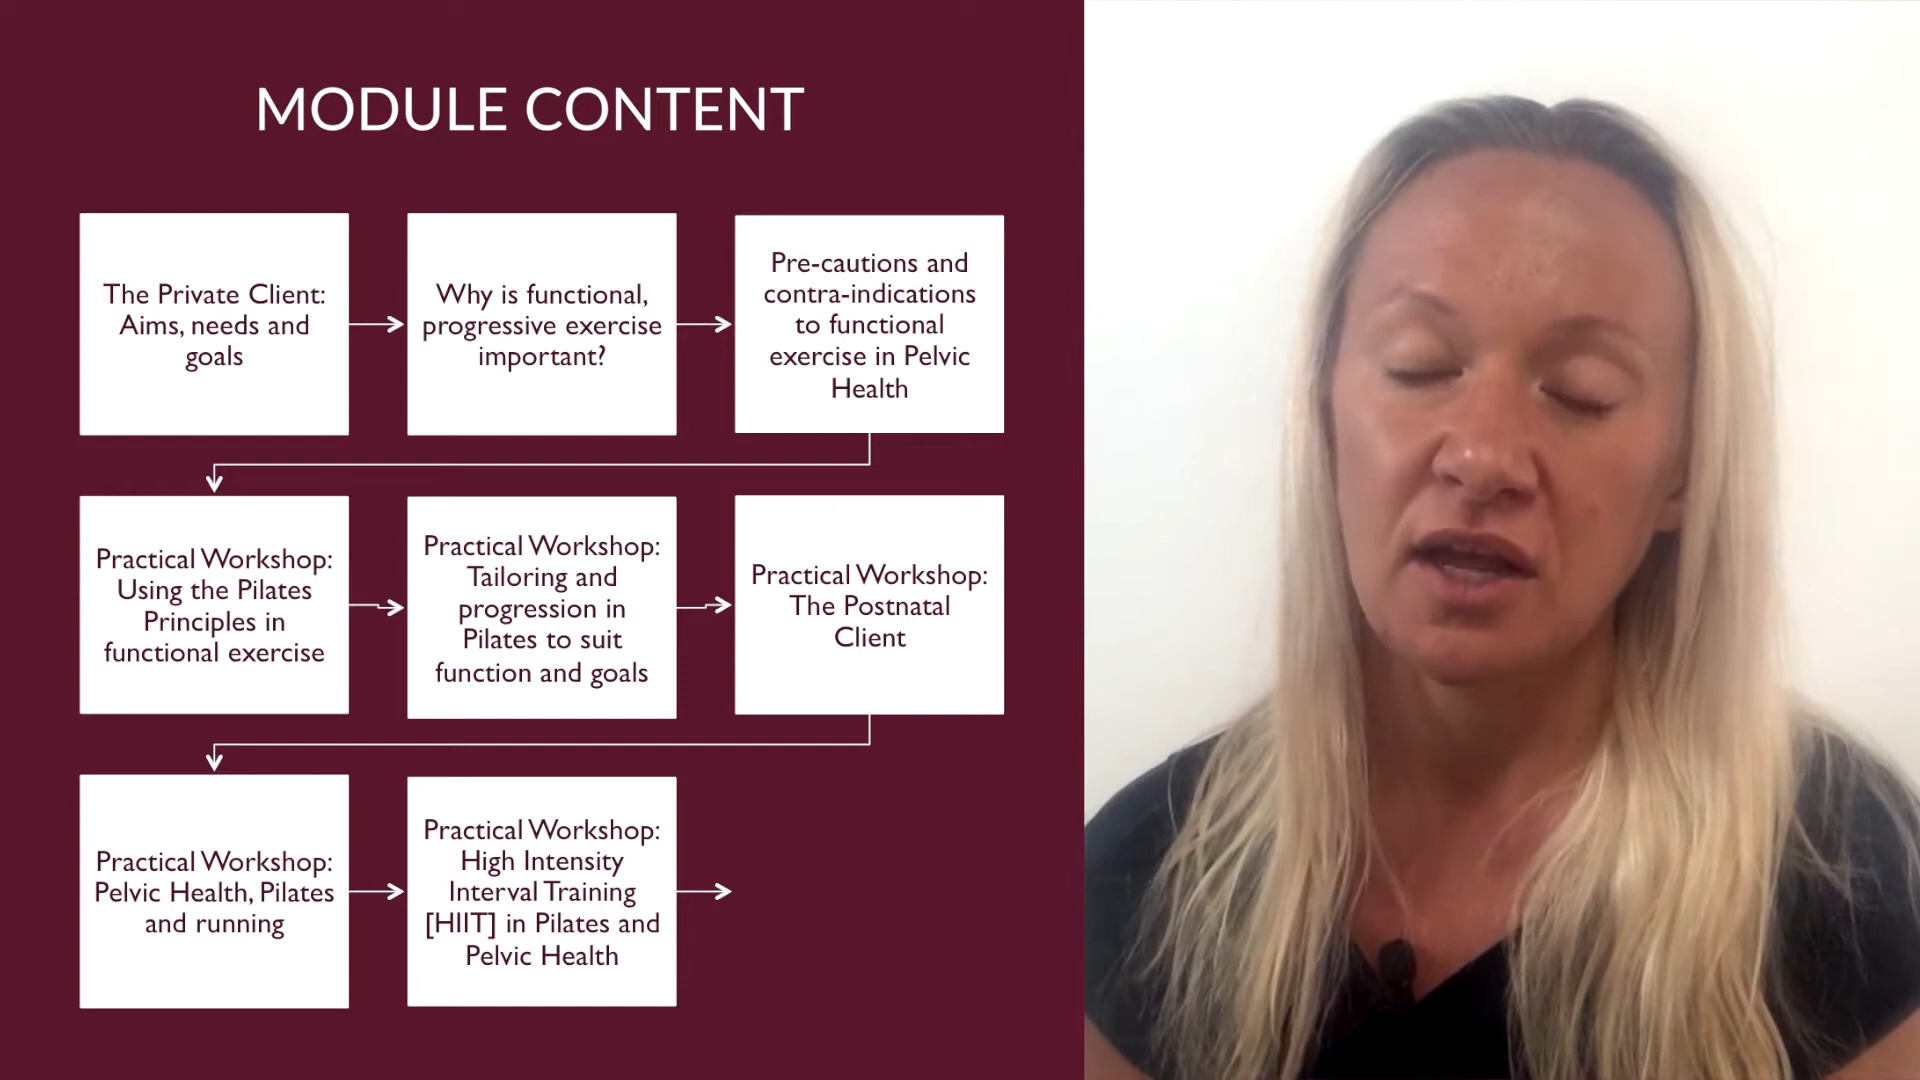 MODULE CONTENT
The Private Client:
Aims, needs and
goals
Why is functional,
progressive exercise
important?
Pre-cautions and
contra-indications
to functional
exercise in Pelvic
Health
Practical Workshop:
Using the Pilates
Principles in
functional exercise
Practical Workshop:
Tailoring and
progression in
Pilates to suit
function and goals
Practical Workshop:
The Postnatal
Client
Practical Workshop:
Pelvic Health, Pilates
and running
Practical Workshop:
High Intensity
Interval Training
[HIIT] in Pilates and
Pelvic Health